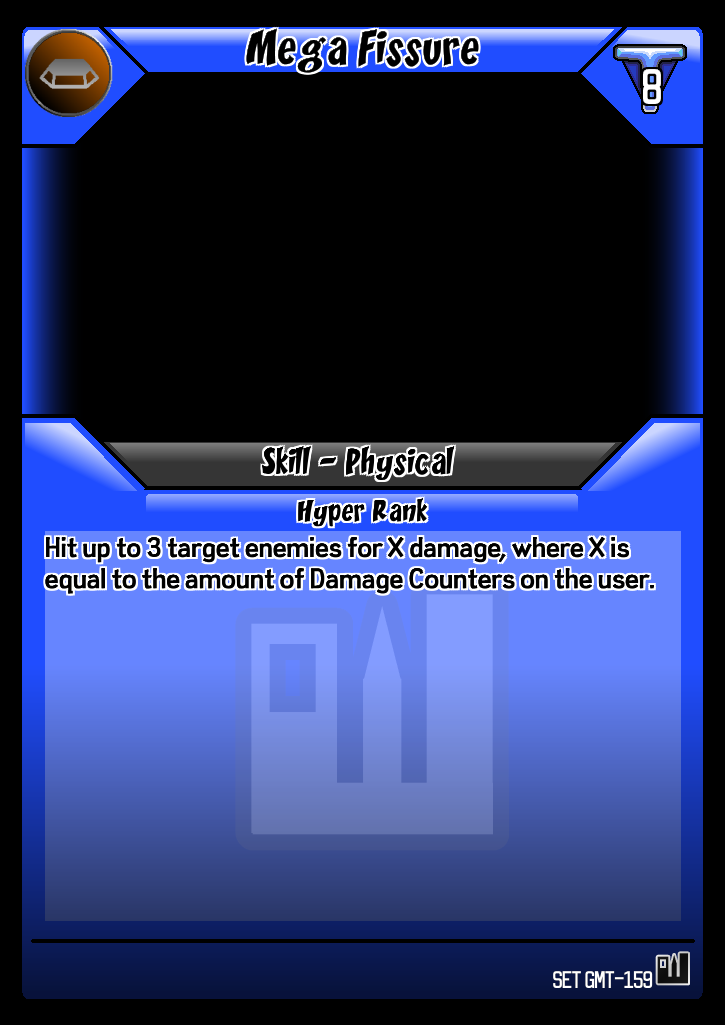 Mega Fissure
8
Skill - Physical
Hyper Rank
Hit up to 3 target enemies for X damage, where X is
equal to the amount of Damage Counters on the user.
SET GMT-159